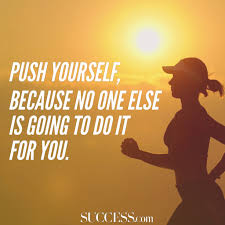 PUSH YOURSELF,
BECAUSE NO ONE ELSE
IS GOING TO DO IT
FOR YOU.
SUCCESS.com